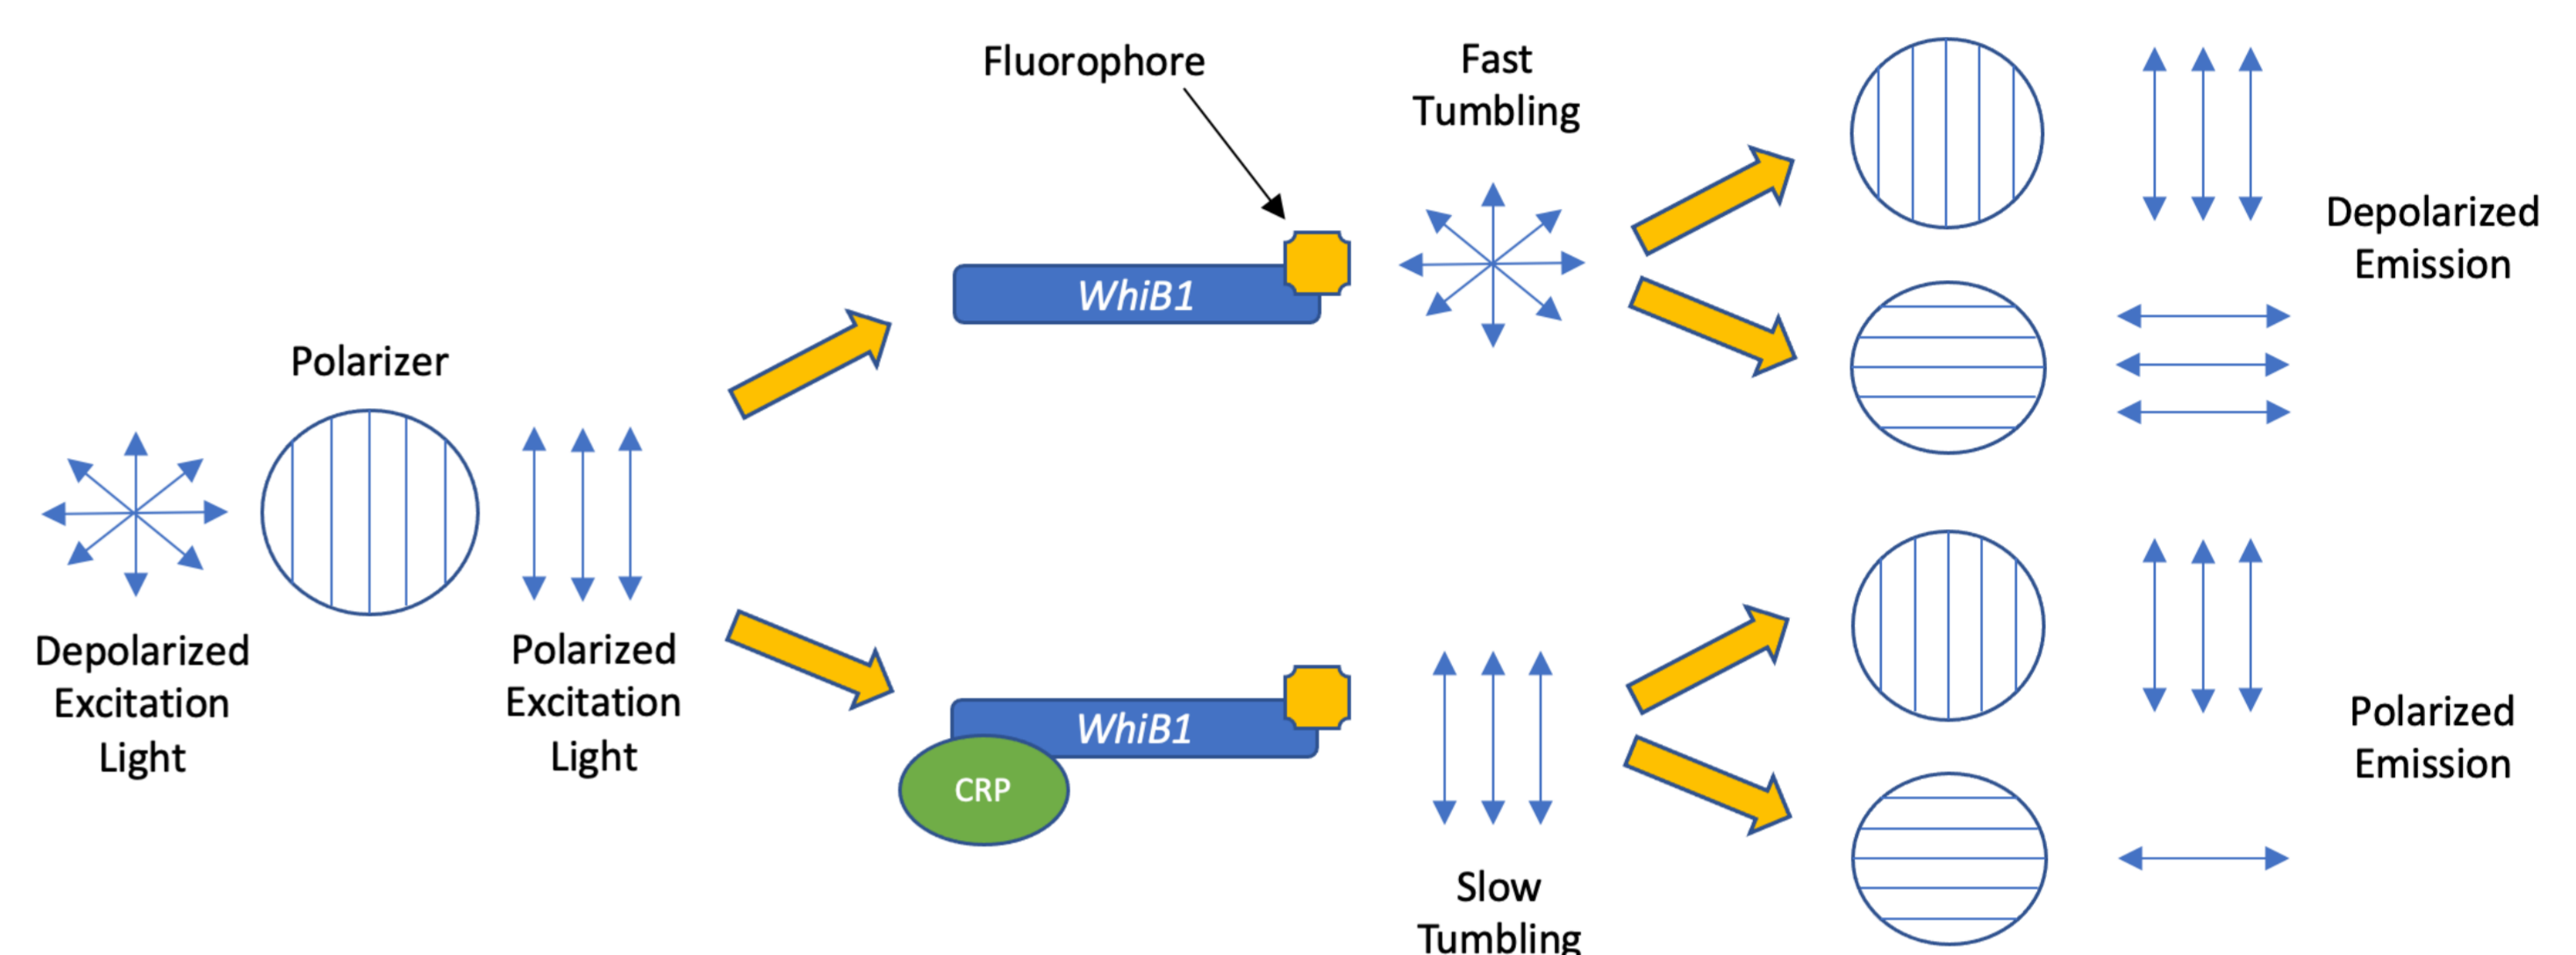 Fluorophore
Fast
Tumbling
WhiB1
Depolarized
Emission
Polarizer
Depolarized
Excitation
Light
Polarized
Excitation
Light
WhiB1
CRP
Slow
Tumbling
Polarized
Emission